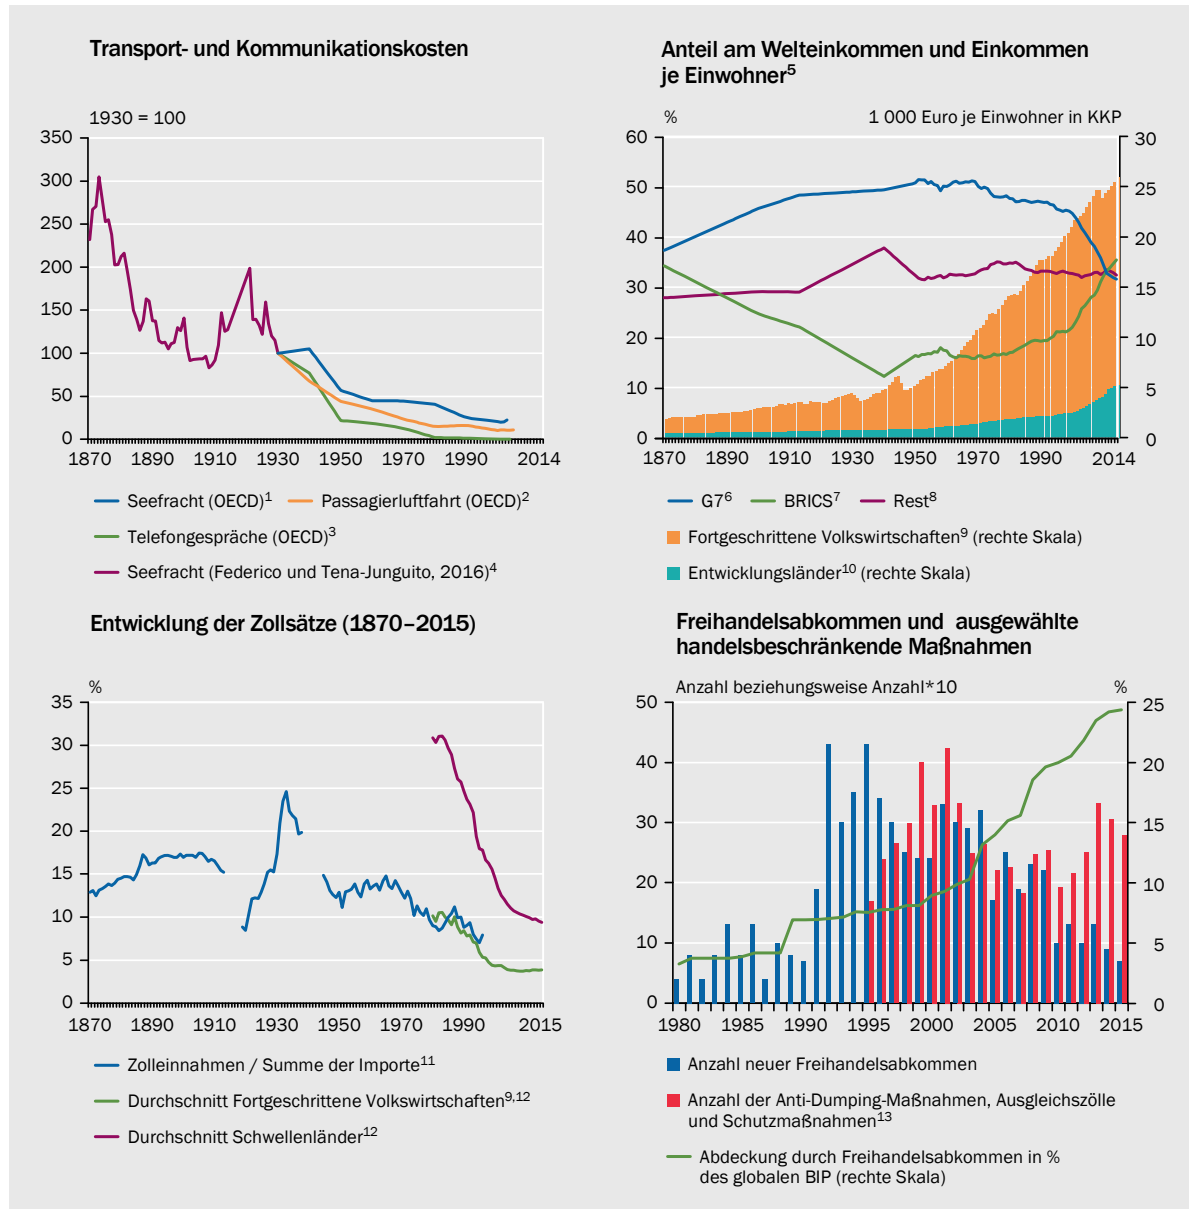 Transport- und Kommunikationskosten
1930 = 100
350
300
250
200
150
100
50
0
1870 1890 1910 1930 1950 1970 1990 2014
Seefracht (OECD)1 Passagierluftfahrt (OECD)2
Telefongespräche (OECD)3
Seefracht (Federico und Tena-Junguito, 2016)4
Anteil am Welteinkommen und Einkommen
je Einwohner5
% 1 000 Euro je Einwohner in KKP
60 30
50 25
40 20
30 15
20 10
10 5
0 0
1870 1890 1910 1930 1950 1970 1990 2014
G76 BRICS7 Rest8
Fortgeschrittene Volkswirtschaften9 (rechte Skala)
Entwicklungsländer10 (rechte Skala)
Entwicklung der Zollsätze (1870–2015)
%
35
30
25
20
15
10
5
0
1870 1890 1910 1930 1950 1970 1990 2015
Zolleinnahmen / Summe der Importe11
Durchschnitt Fortgeschrittene Volkswirtschaften9,12
Durchschnitt Schwellenländer12
Freihandelsabkommen und ausgewählte
handelsbeschränkende Maßnahmen
Anzahl beziehungsweise Anzahl*10 %
50 25
40 20
30 15
20 10
10 5
0 0
1980 1985 1990 1995 2000 2005 2010 2015
Anzahl neuer Freihandelsabkommen
Anzahl der Anti-Dumping-Maßnahmen, Ausgleichszölle
und Schutzmaßnahmen13
Abdeckung durch Freihandelsabkommen in %
des globalen BIP (rechte Skala)